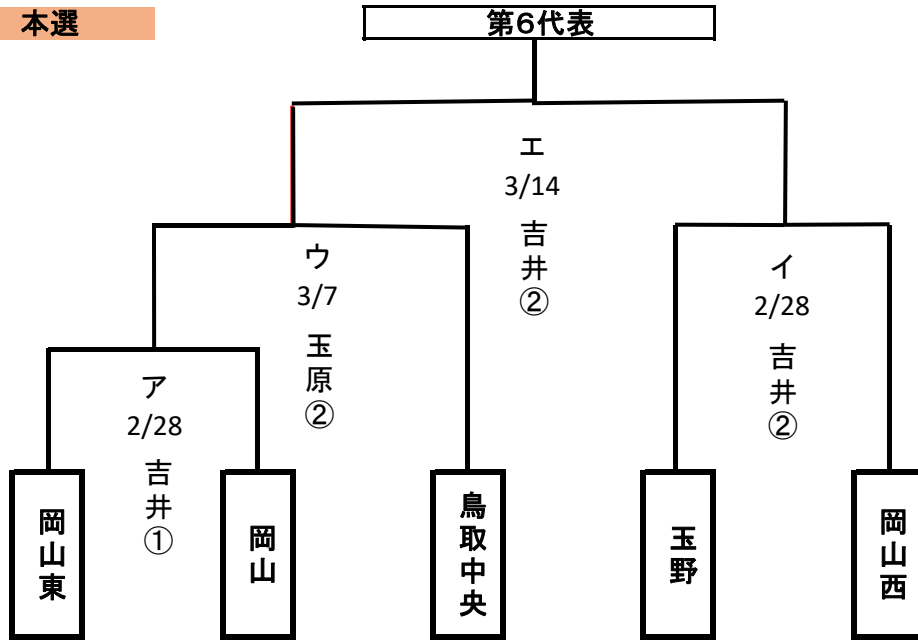 本選
第6代表
エ
3/14
吉井②
ウ
3/7
玉原②
イ
2/28
吉井②
ア
2/28
吉井①
岡山東
岡山
鳥取中央
玉野
岡山西